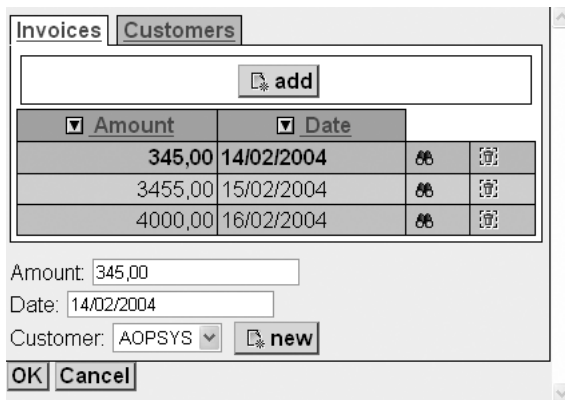 Invoices Customers
add
Amount Date
345,00 14/02/2004
3455,00 15/02/2004
4000,00 16/02/2004
Amount: 345,00
Date: 14/02/2004
Customer: AOPSYS new
OK Cancel